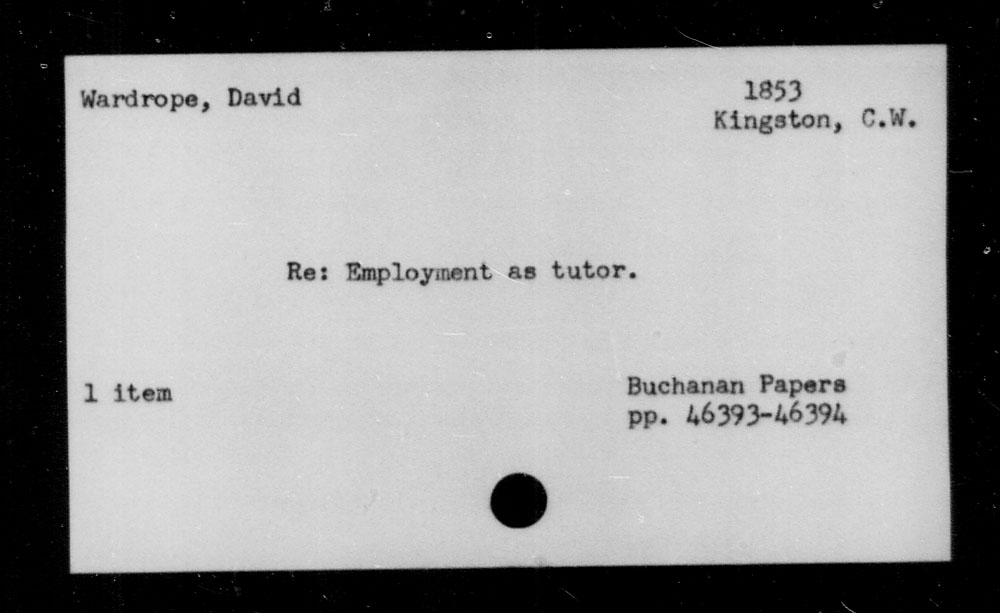 Wardrope, David
1853
Kingston, C.W.
Re: Employment as tutor.
1 item
Buchanan Papers
pp. 46393-46394